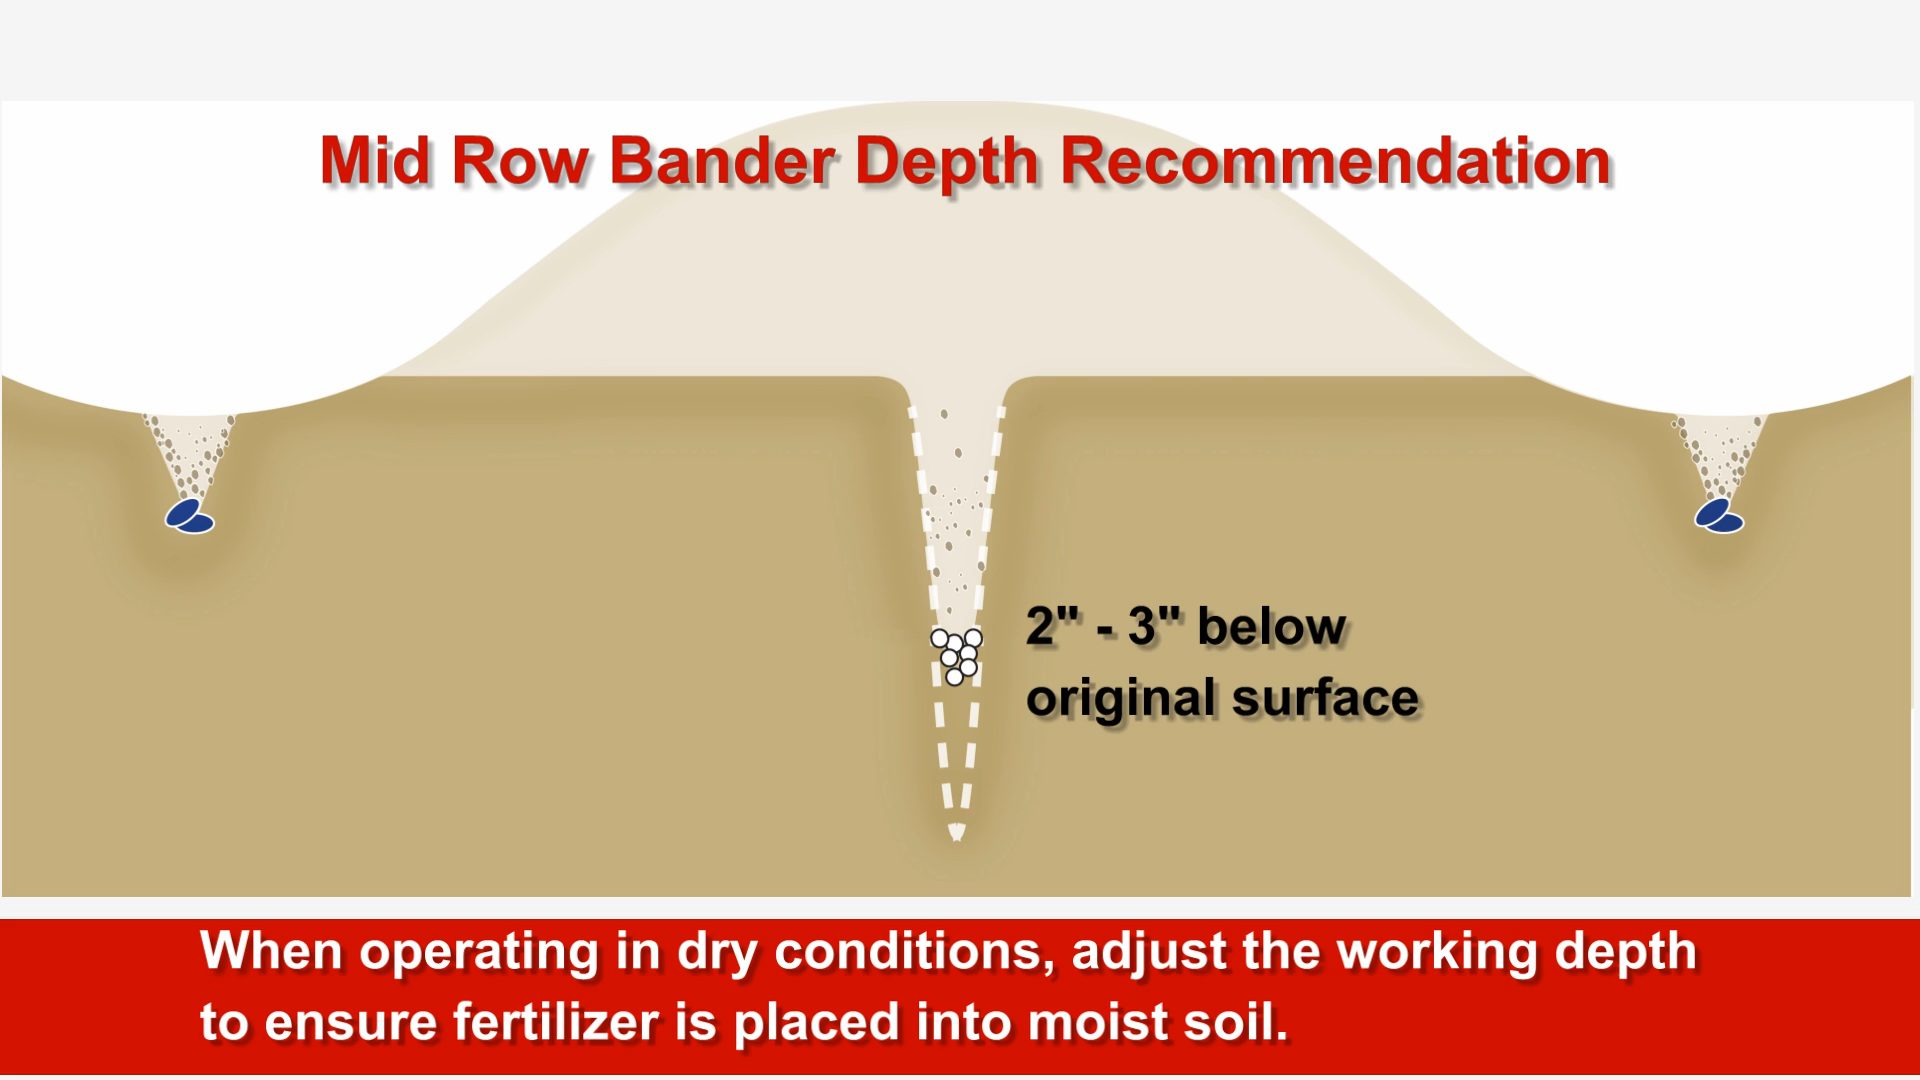 Mid Row Bander Depth Recommendation
2" - 3" below
original surface
When operating in dry conditions, adjust the working depth
to ensure fertilizer is placed into moist soil.